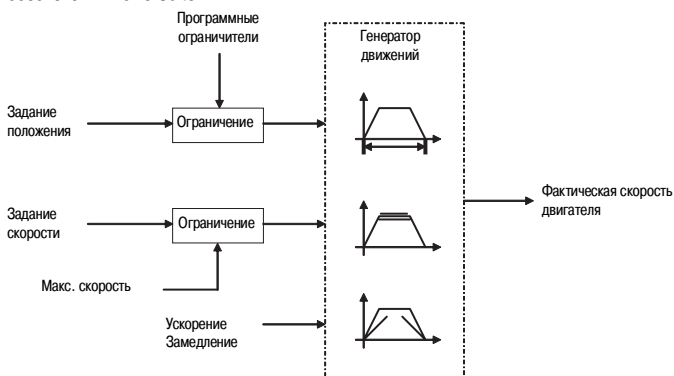 Программные
ограничители
Генератор
движений
Задание
положения
Ограничение
Фактическая скорость
двигателя
Задание
скорости
Ограничение
Макс. скорость
Ускорение
Замедление